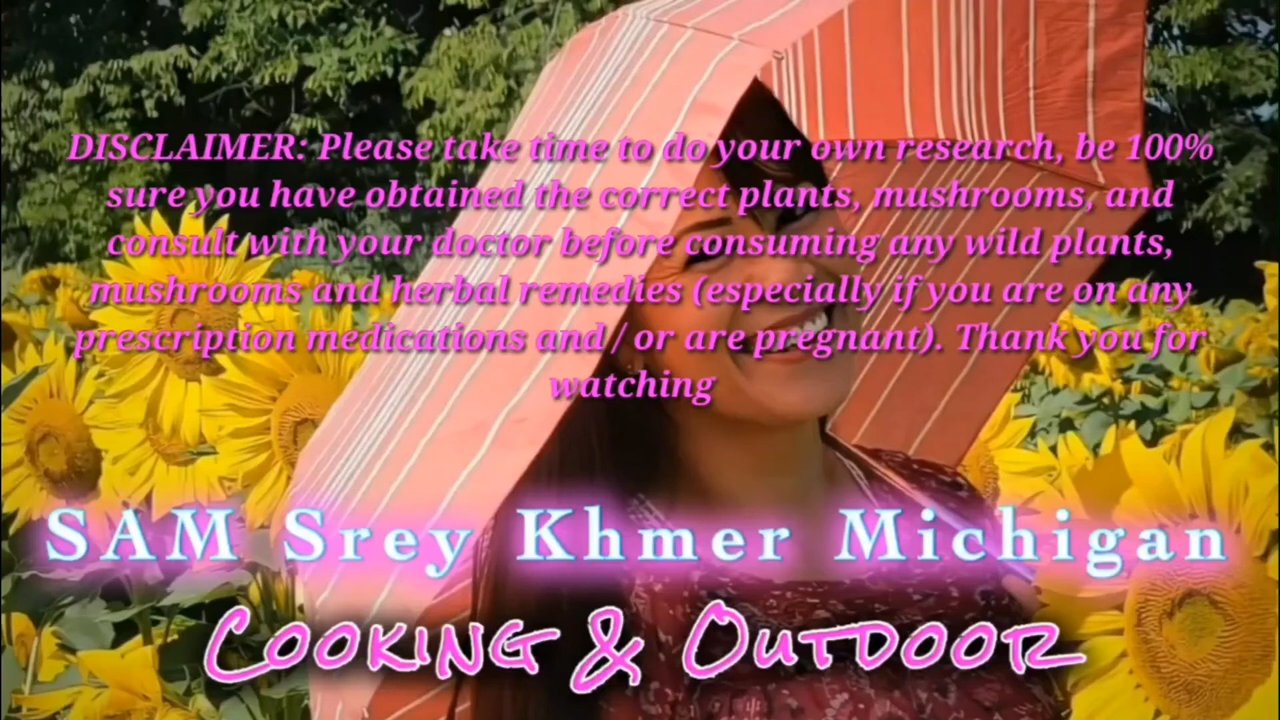 DISCLAIMER: Please take time to do your own research, be 100%
sure you have obtained the correct plants, mushrooms, and
consult with your doctor before consuming any wild plants,
mushrooms and herbal remedies (especially if you are on any
prescription medications and / or are pregnant). Thank you for
watching
SAM Srey Khmer Michigan
COOKING & OUTDOOR